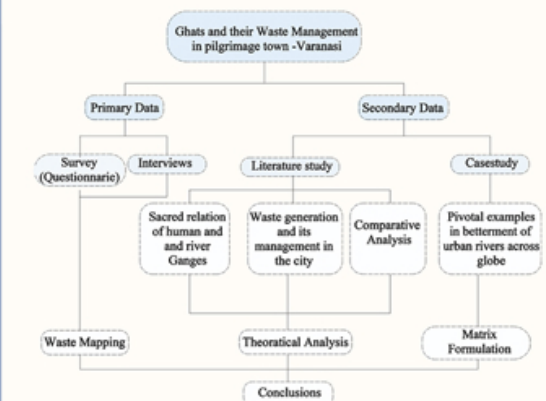 Ghats and their Waste Management
in pilgrimage town -Varanasi
Primary Data
Secondary Data
Survey
(Questionnarie)
Interviews
Literature study
Casestudy
Sacred relation
of human and
and river
Ganges
Waste generation
and its
management in
the city
Comparative
Analysis
Pivotal examples
in betterment of
urban rivers across
globe
Waste Mapping
Theoratical Analysis
Matrix
Formulation
Conclusions